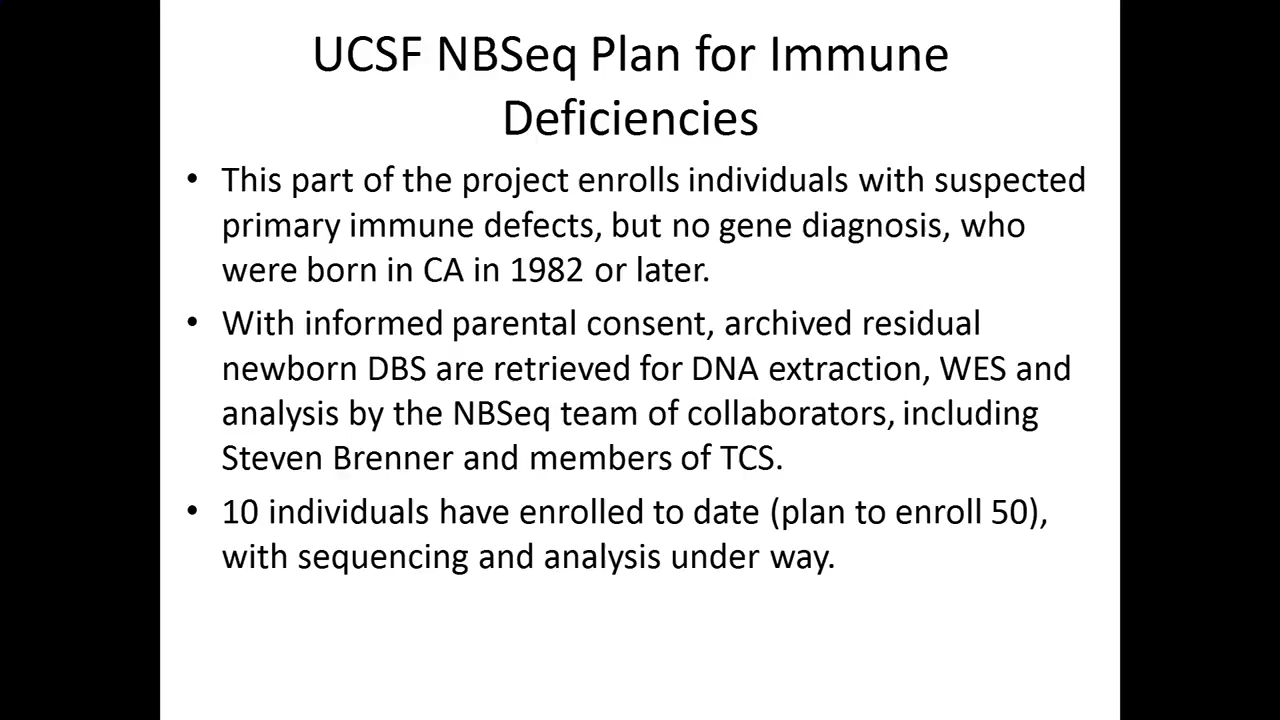 UCSF NBSeq Plan for Immune
Deficiencies
• This part of the project enrolls individuals with suspected
primary immune defects, but no gene diagnosis, who
were born in CA in 1982 or later.
• With informed parental consent, archived residual
newborn DBS are retrieved for DNA extraction, WES and
analysis by the NBSeq team of collaborators, including
Steven Brenner and members of TCS.
• 10 individuals have enrolled to date (plan to enroll 50),
with sequencing and analysis under way.